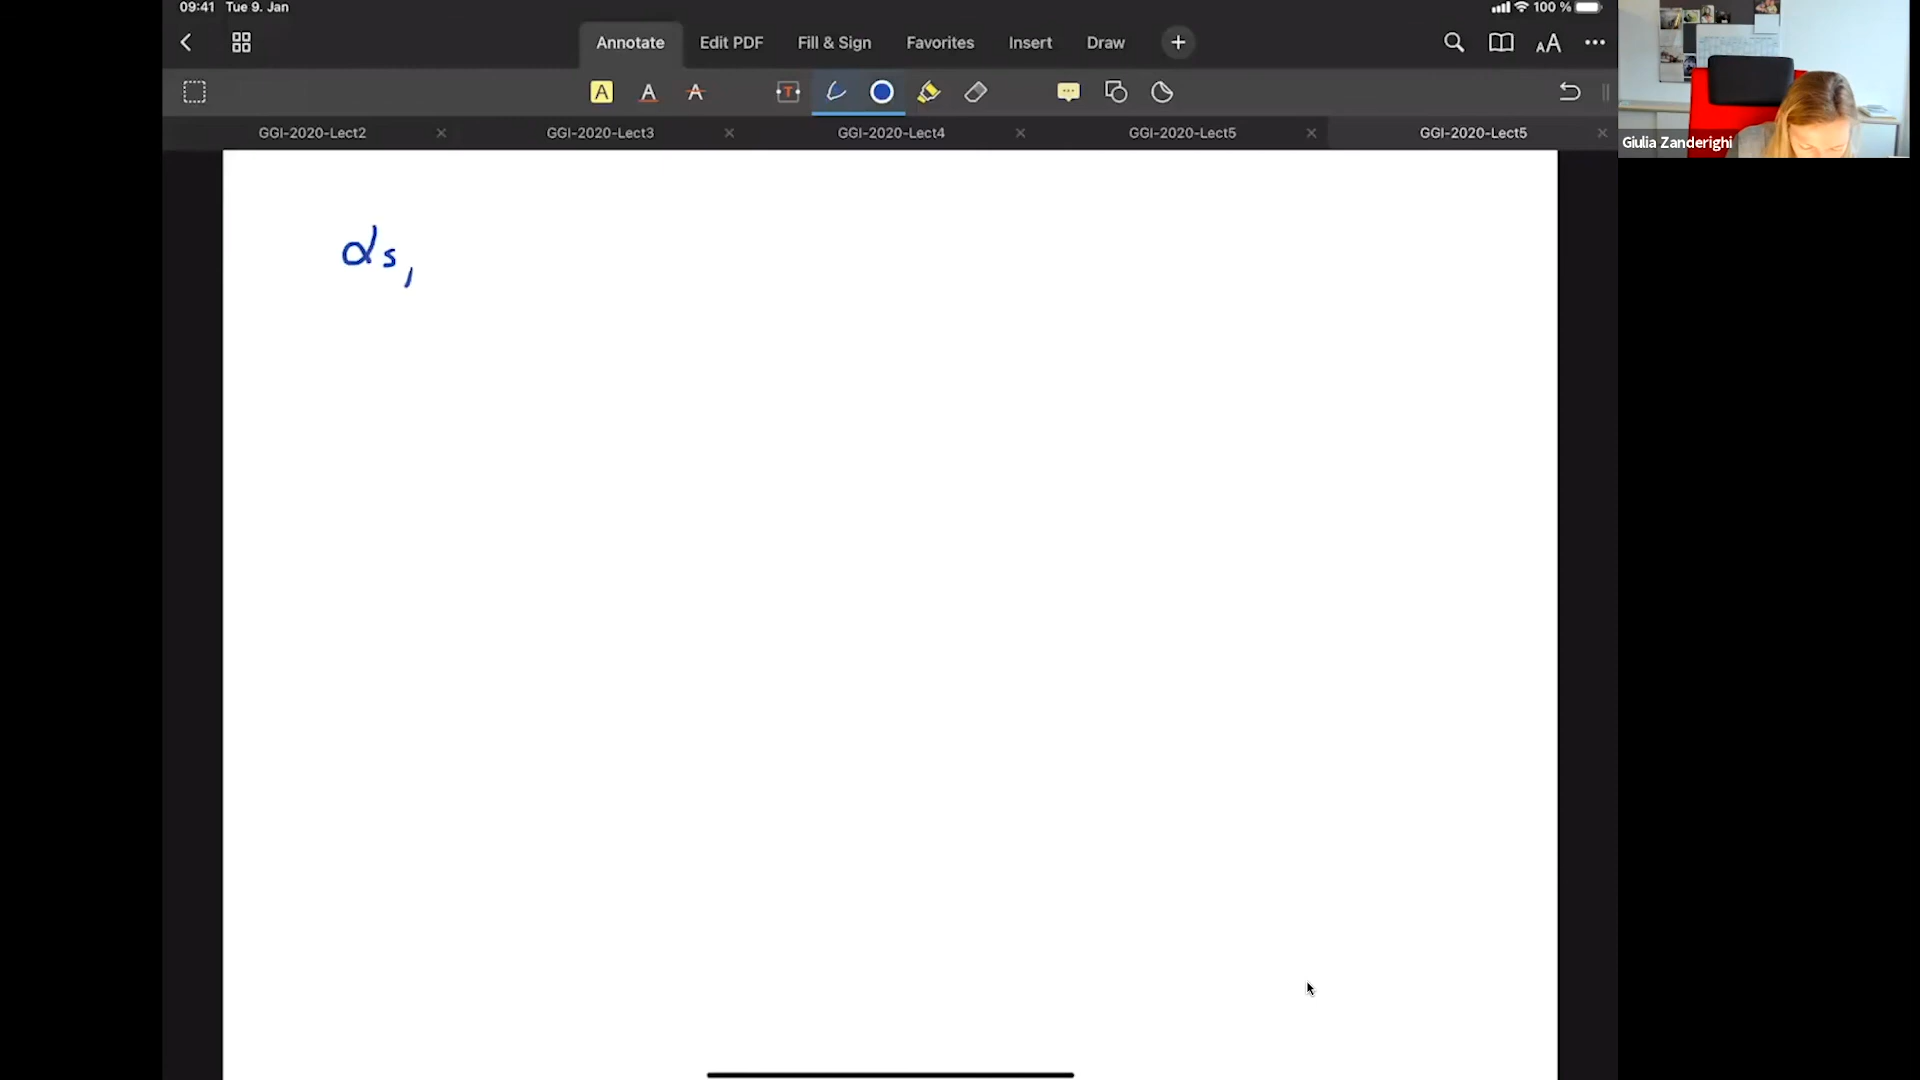 09:41 Tue 9. Jan 100 %
Annotate Edit PDF Fill & Sign Favorites Insert Draw
AA
A A A T
GGI-2020-Lect2 GGI-2020-Lect3 GGI-2020-Lect4 GGI-2020-Lect5 GGI-2020-Lect5
Giulia Zanderighi
αs,